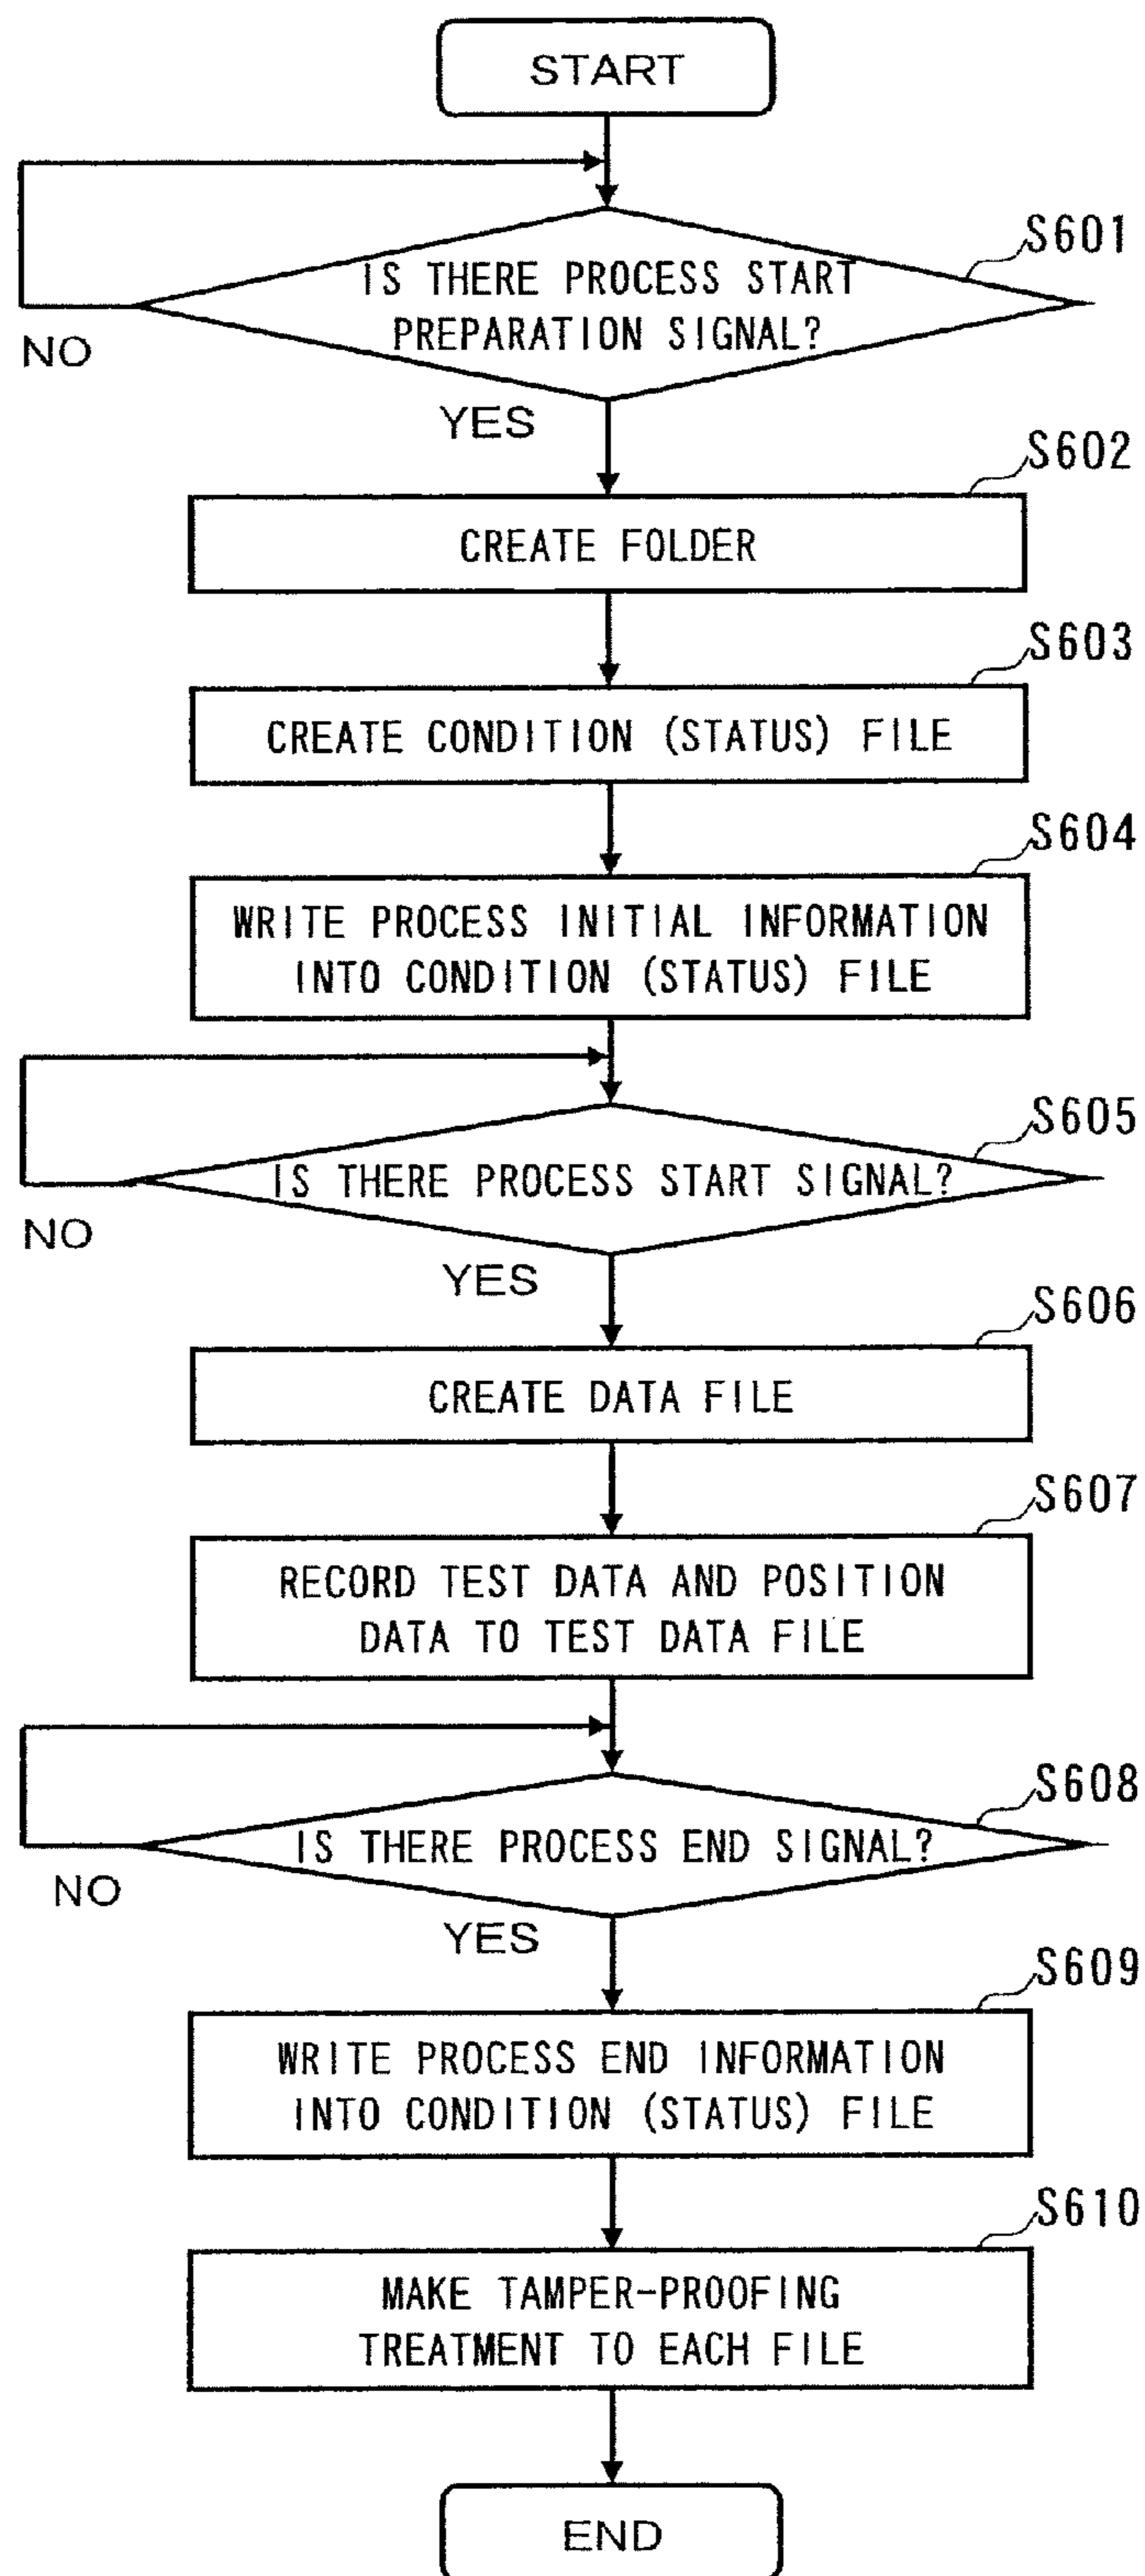 START
S601
IS THERE PROCESS START
PREPARATION SIGNAL?
NO
YES
S602
CREATE FOLDER
S603
CREATE CONDITION (STATUS) FILE
S604
WRITE PROCESS INITIAL INFORMATION
INTO CONDITION (STATUS) FILE
S605
IS THERE PROCESS START SIGNAL?
NO
YES
S606
CREATE DATA FILE
S607
RECORD TEST DATA AND POSITION
DATA TO TEST DATA FILE
S608
IS THERE PROCESS END SIGNAL?
NO
YES
S609
WRITE PROCESS END INFORMATION
INTO CONDITION (STATUS) FILE
S610
MAKE TAMPER-PROOFING
TREATMENT TO EACH FILE
END